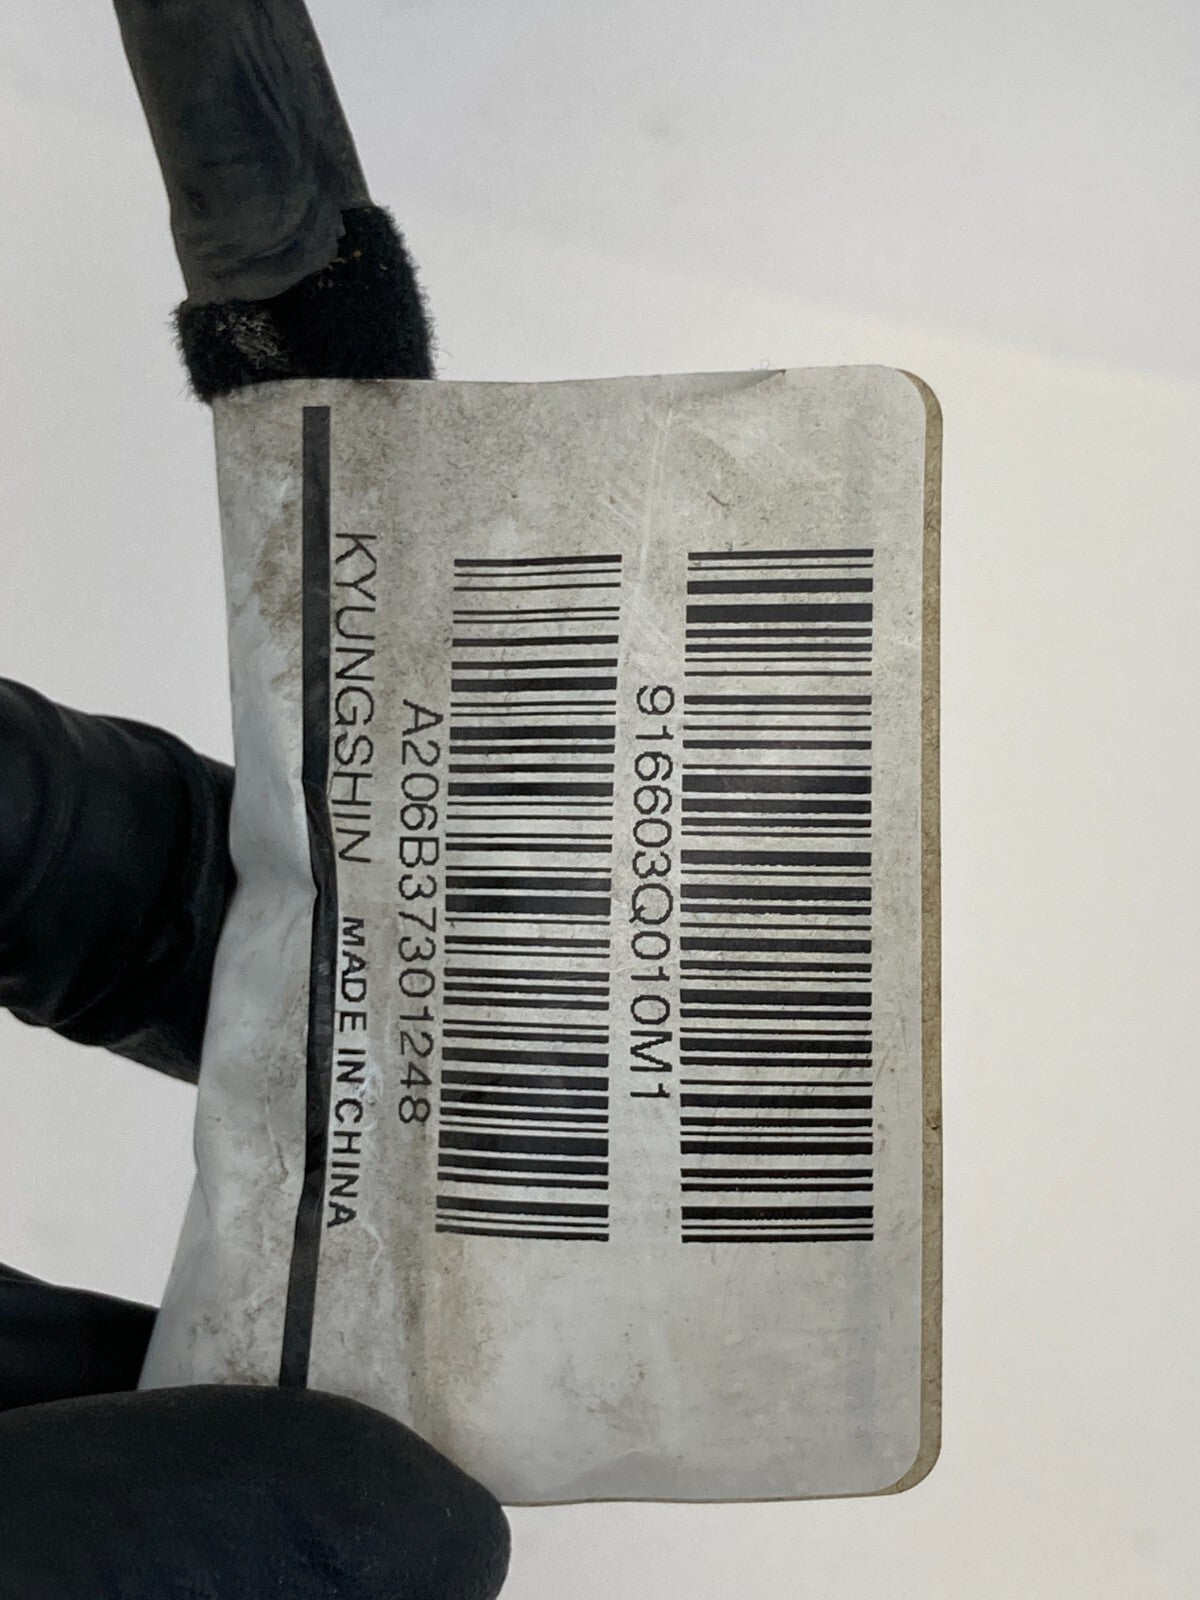 916603Q010M1
A206B37301248
KYUNGSHIN MADE IN CHINA